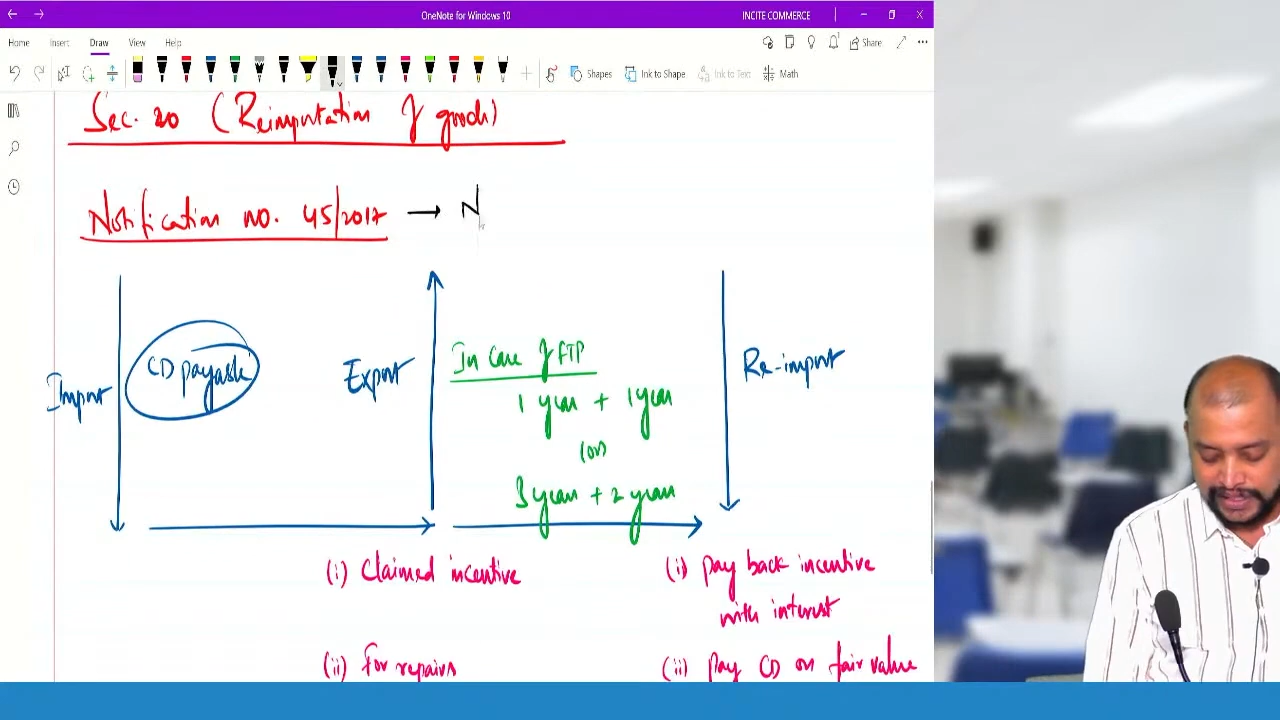 OneNote for Windows 10
INCITE COMMERCE
Home Insert Draw View Help
Share
Shapes Ink to Shape Ink to Text Math
Sec. 20 (Reimportation of goods)
Notification no. 45/2017 → N
Import
CD payable
Export
In Case of FTP
1 year + 1 year
(or)
3 year + 2 year
Re-import
(i) Claimed incentive
(i) pay back incentive
with interest
(ii) For repairs
(ii) pay CD on fair value